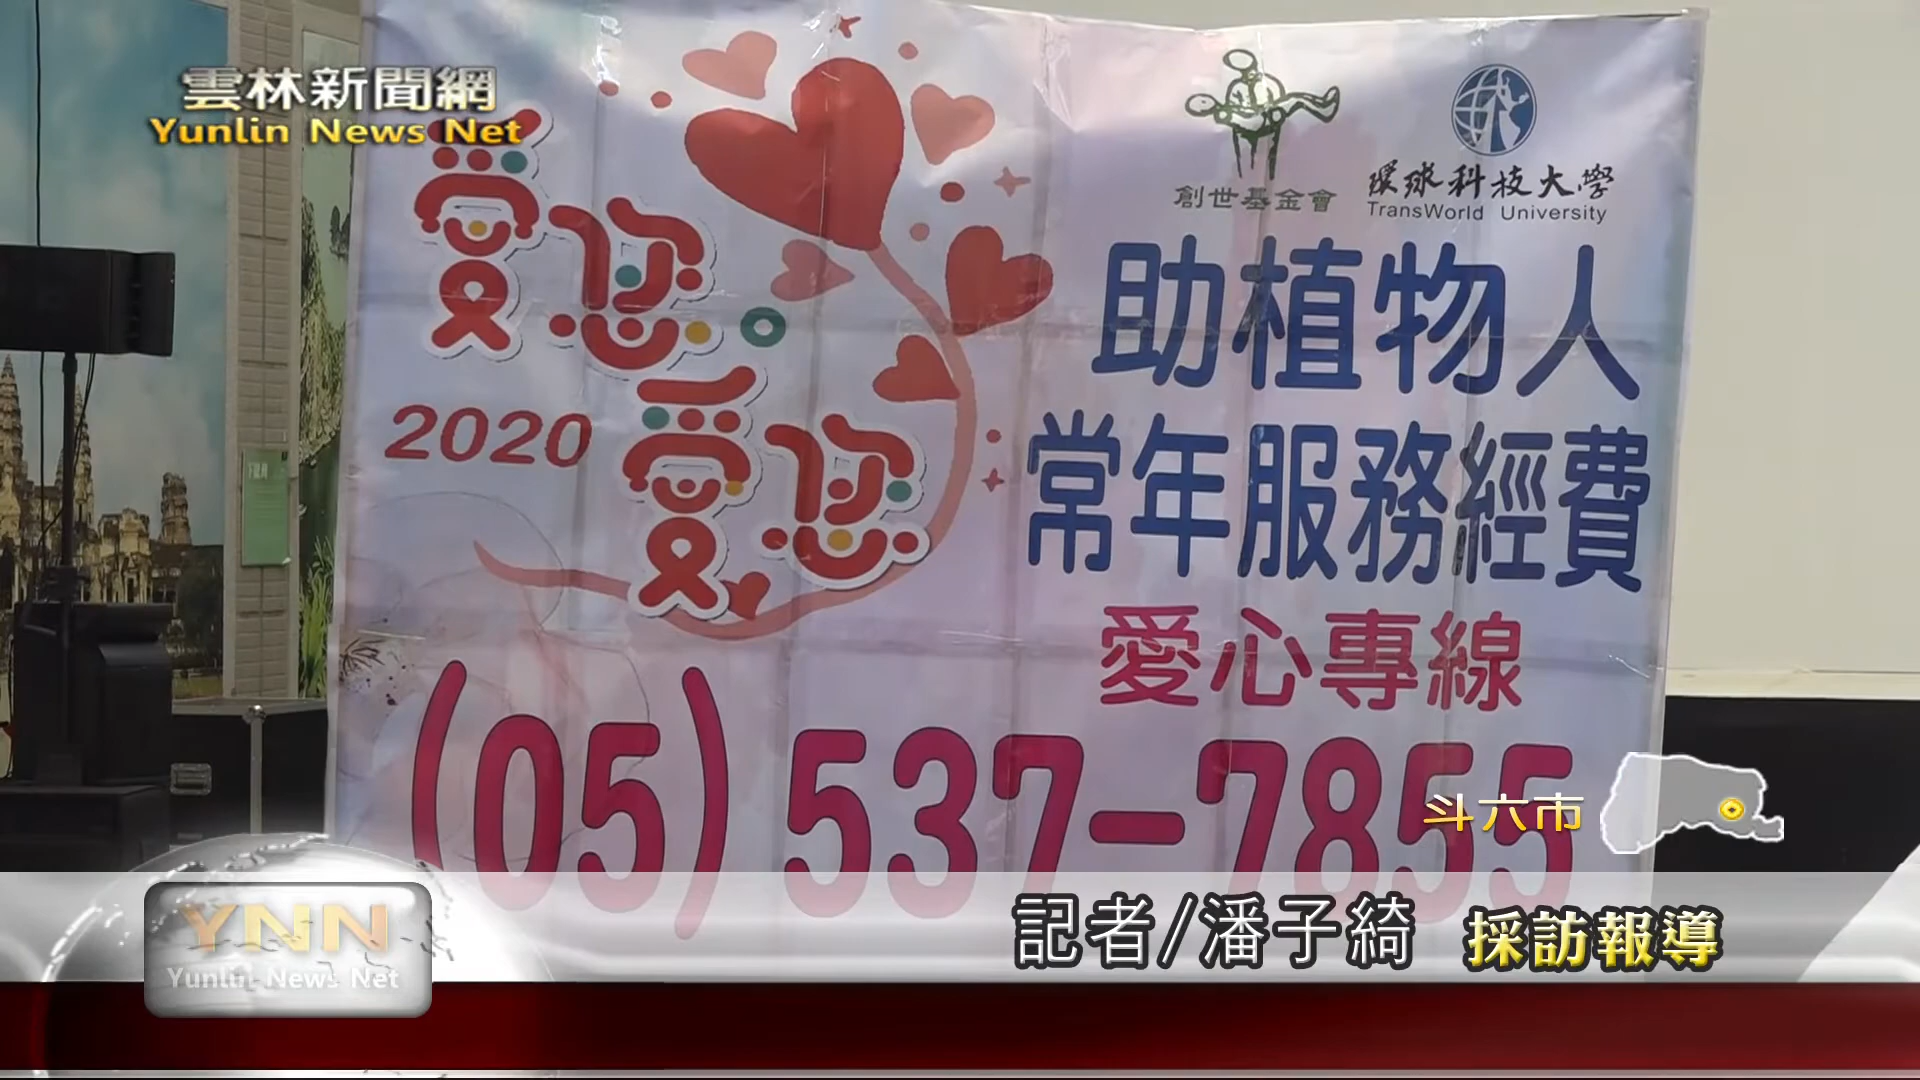 雲林新聞網
Yunlin News Net
愛您
2020 愛您
創世基金會
環球科技大學
TransWorld University
助植物人
常年服務經費
愛心專線
(05)537-7855
斗六市
記者/潘子綺 採訪報導
YNN
Yunlin News Net